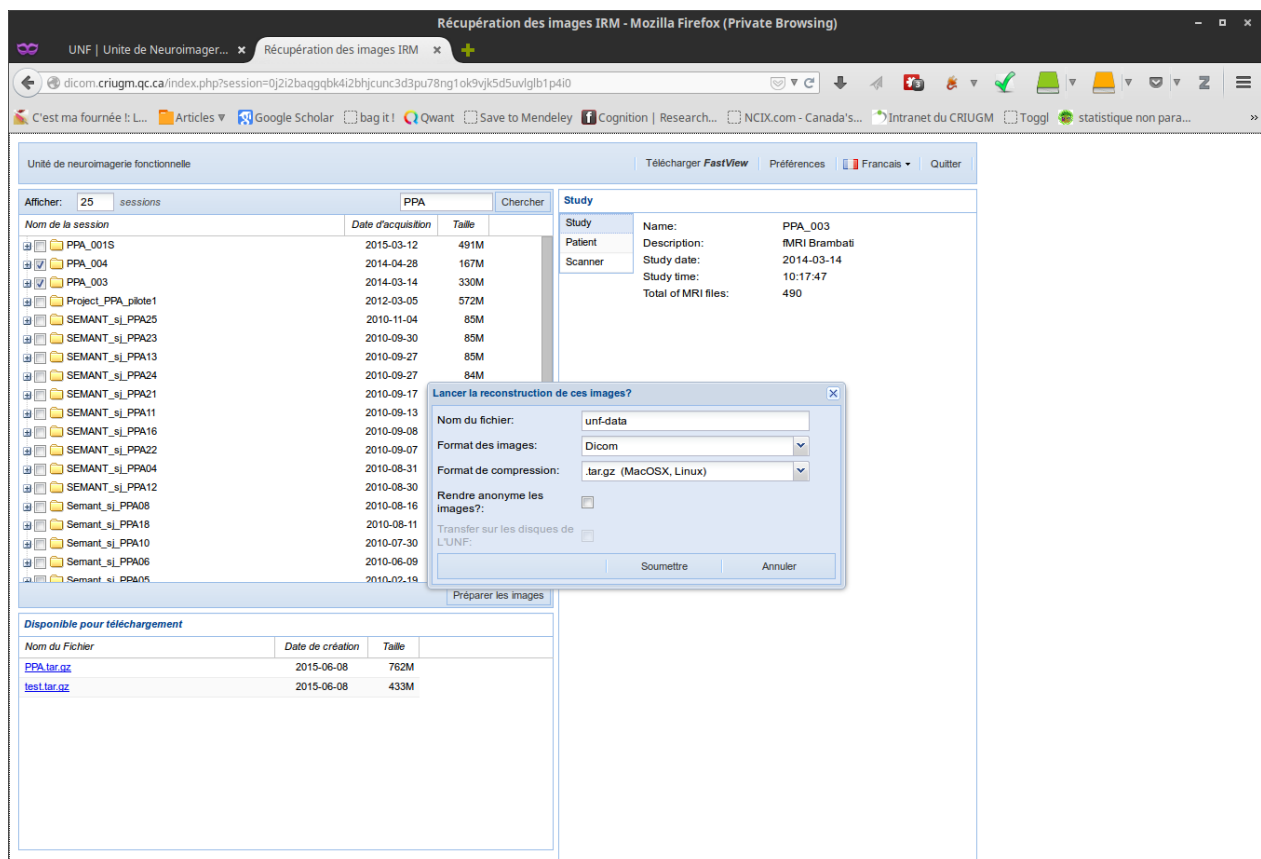 Récupération des images IRM - Mozilla Firefox (Private Browsing)
UNF | Unite de Neuroimager... Récupération des images IRM
dicom.criugm.qc.ca/index.php?session=0j2i2baqgqbk4i2bhjcunc3d3pu78ng1ok9vjk5d5uvlglb1p4i0
C'est ma fournée !: L... Articles Google Scholar bag it ! Qwant Save to Mendeley Cognition | Research... NCIX.com - Canada's... Intranet du CRIUGM Toggl statistique non para... »
Unité de neuroimagerie fonctionnelle Télécharger FastView Préférences Francais Quitter
Afficher: 25 sessions PPA Chercher
Nom de la session Date d'acquisition Taille
PPA_001S 2015-03-12 491M
PPA_004 2014-04-28 167M
PPA_003 2014-03-14 330M
Project_PPA_pilote1 2012-03-05 572M
SEMANT_sj_PPA25 2010-11-04 85M
SEMANT_sj_PPA23 2010-09-30 85M
SEMANT_sj_PPA13 2010-09-27 85M
SEMANT_sj_PPA24 2010-09-27 84M
SEMANT_sj_PPA21 2010-09-17
SEMANT_sj_PPA11 2010-09-13
SEMANT_sj_PPA16 2010-09-08
SEMANT_sj_PPA22 2010-09-07
SEMANT_sj_PPA04 2010-08-31
SEMANT_sj_PPA12 2010-08-30
Semant_sj_PPA08 2010-08-16
Semant_sj_PPA18 2010-08-11
Semant_sj_PPA10 2010-07-30
Semant_sj_PPA06 2010-06-09
Semant_sj_PPA05 2010-02-19
Préparer les images
Study
Study
Patient
Scanner
Name: PPA_003
Description: fMRI Brambati
Study date: 2014-03-14
Study time: 10:17:47
Total of MRI files: 490
Lancer la reconstruction de ces images?
Nom du fichier: unf-data
Format des images: Dicom
Format de compression: .tar.gz (MacOSX, Linux)
Rendre anonyme les
images?:
Transfer sur les disques de
L'UNF:
Soumettre Annuler
Disponible pour téléchargement
Nom du Fichier Date de création Taille
PPA.tar.gz 2015-06-08 762M
test.tar.gz 2015-06-08 433M